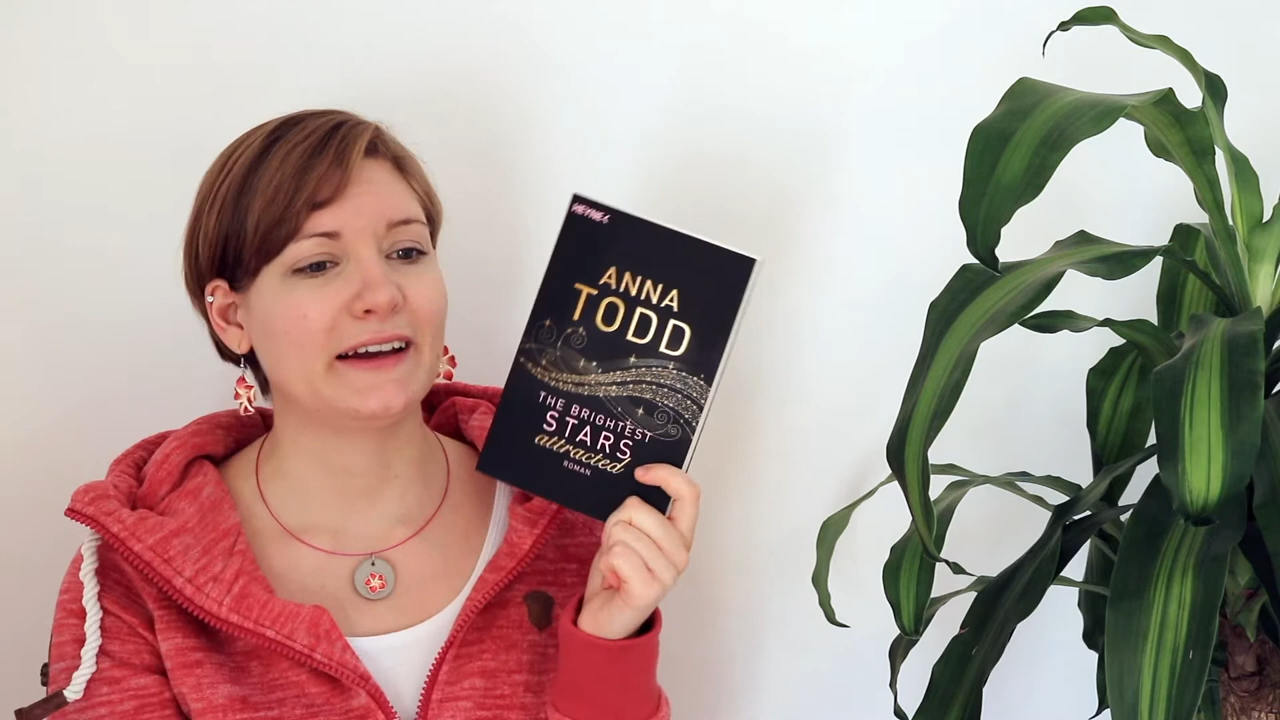 HEYNE<
ANNA
TODD
THE BRIGHTEST
STARS
attracted
ROMAN